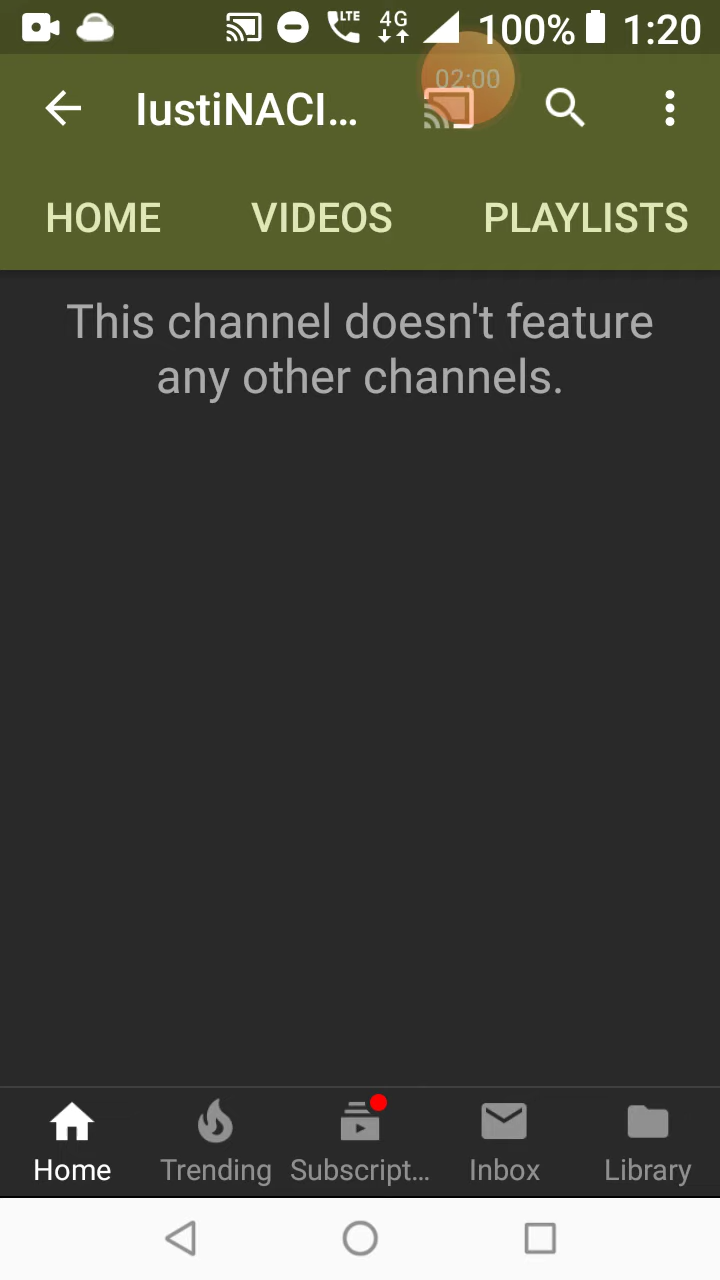 LTE 4G 100% 1:20
IustiNACI... 02:00
HOME VIDEOS PLAYLISTS
This channel doesn't feature
any other channels.
Home Trending Subscript... Inbox Library